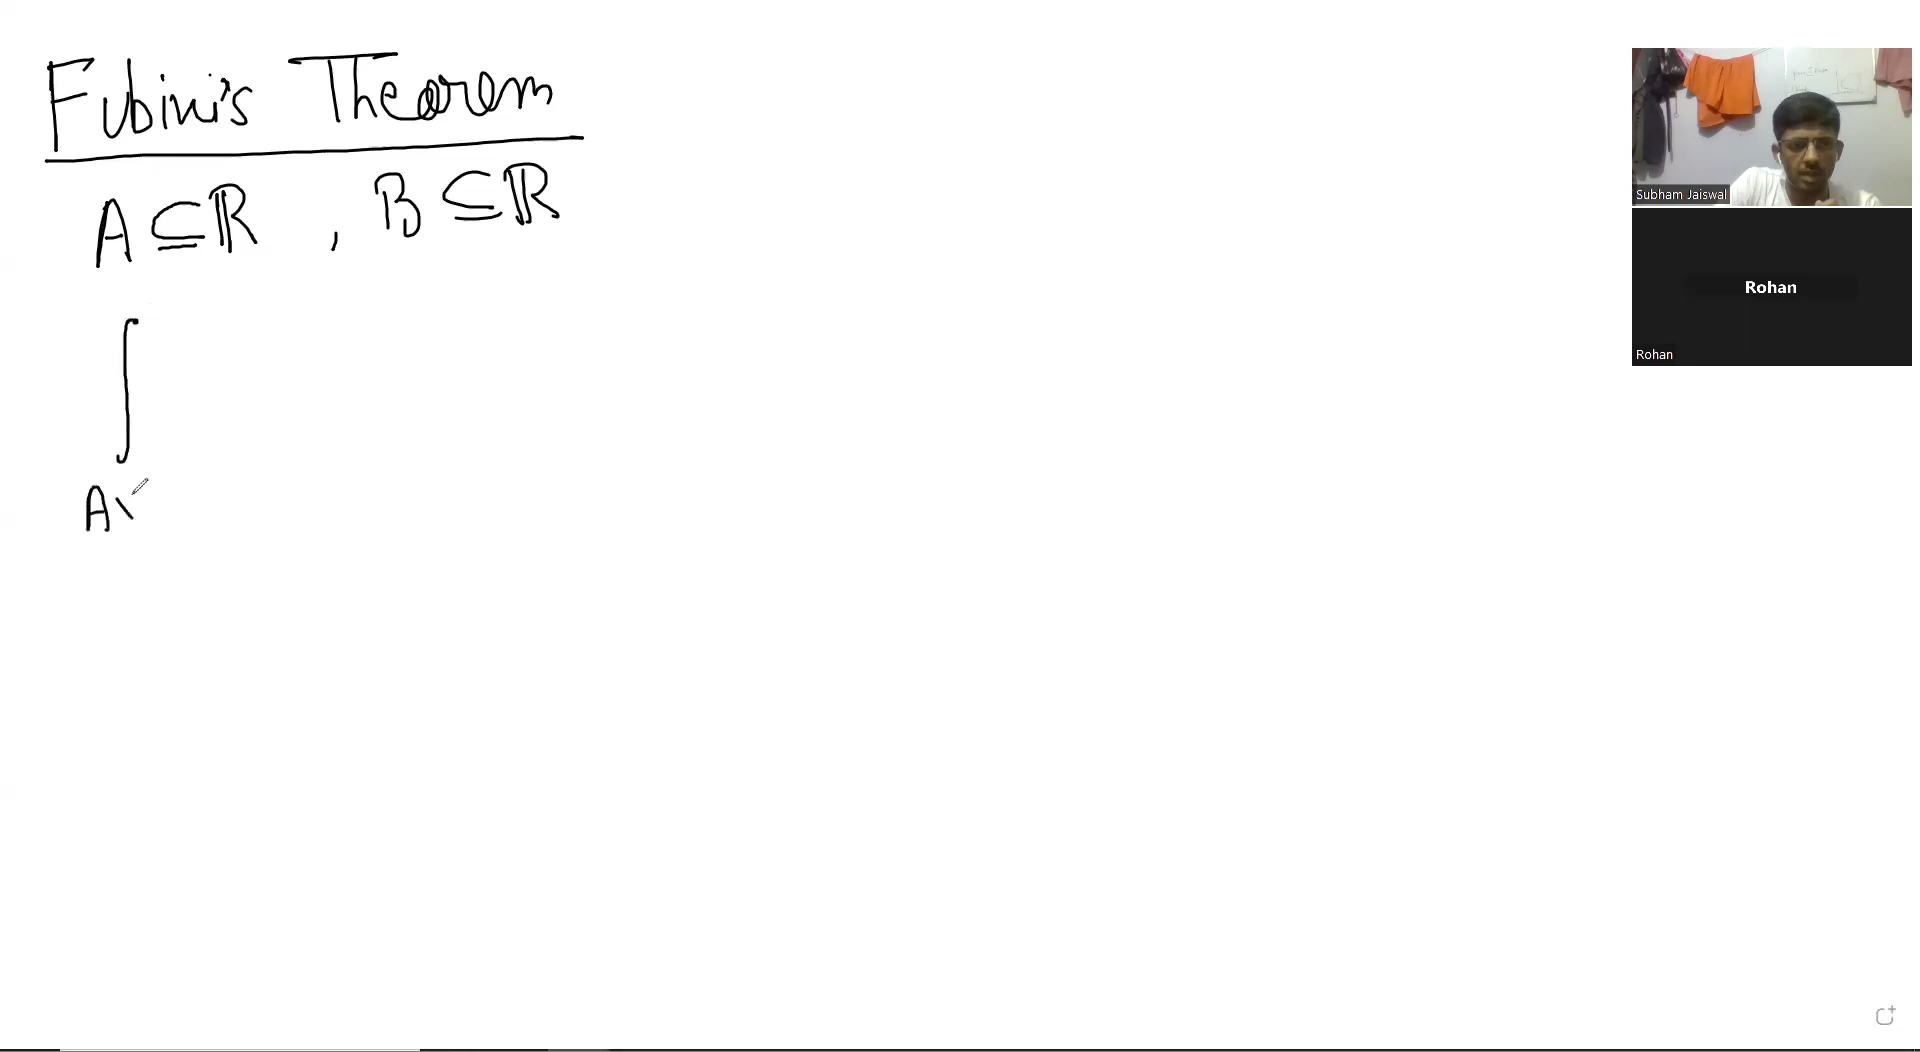 Fubini's Theorem
A ⊆ ℝ , B ⊆ ℝ
∫
A\
Subham Jaiswal
Rohan
Rohan